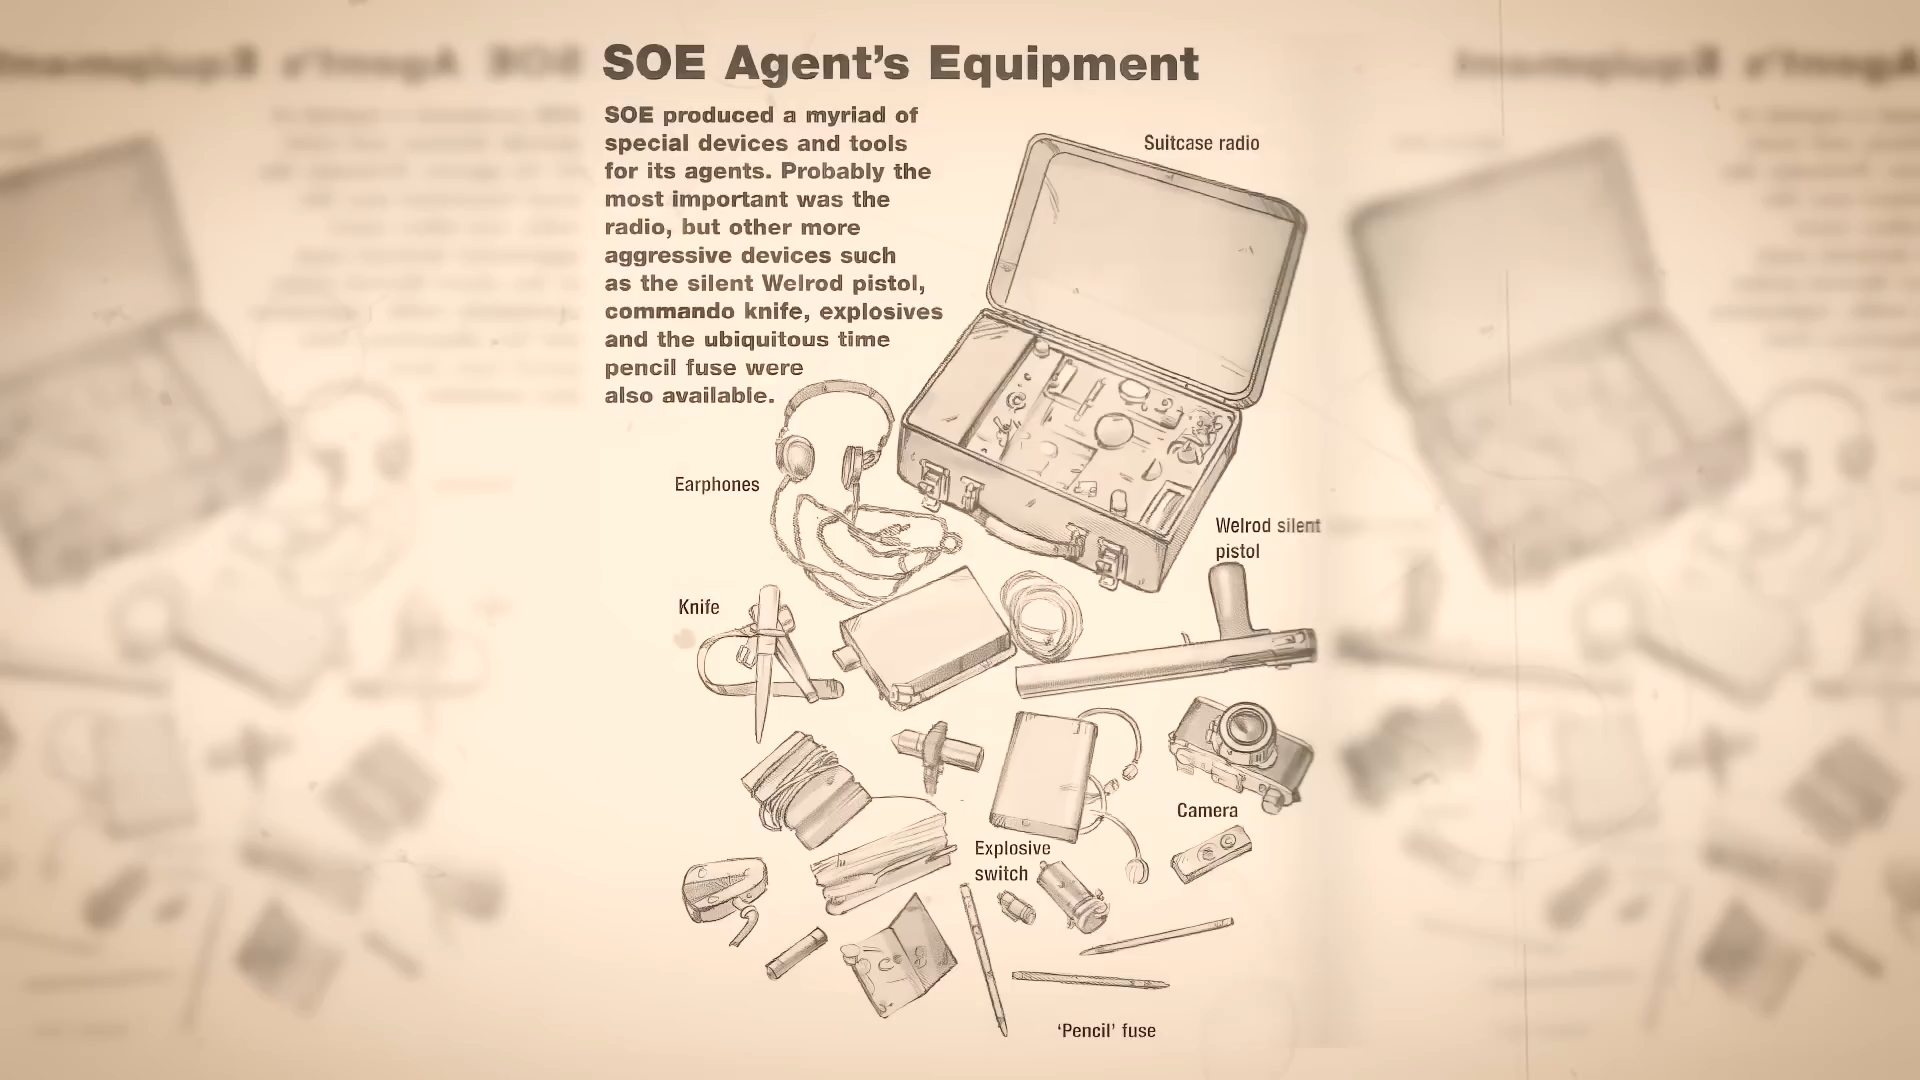 SOE Agent's Equipment
SOE produced a myriad of
special devices and tools
for its agents. Probably the
most important was the
radio, but other more
aggressive devices such
as the silent Welrod pistol,
commando knife, explosives
and the ubiquitous time
pencil fuse were
also available.
Suitcase radio
Earphones
Welrod silent
pistol
Knife
Camera
Explosive
switch
‘Pencil’ fuse